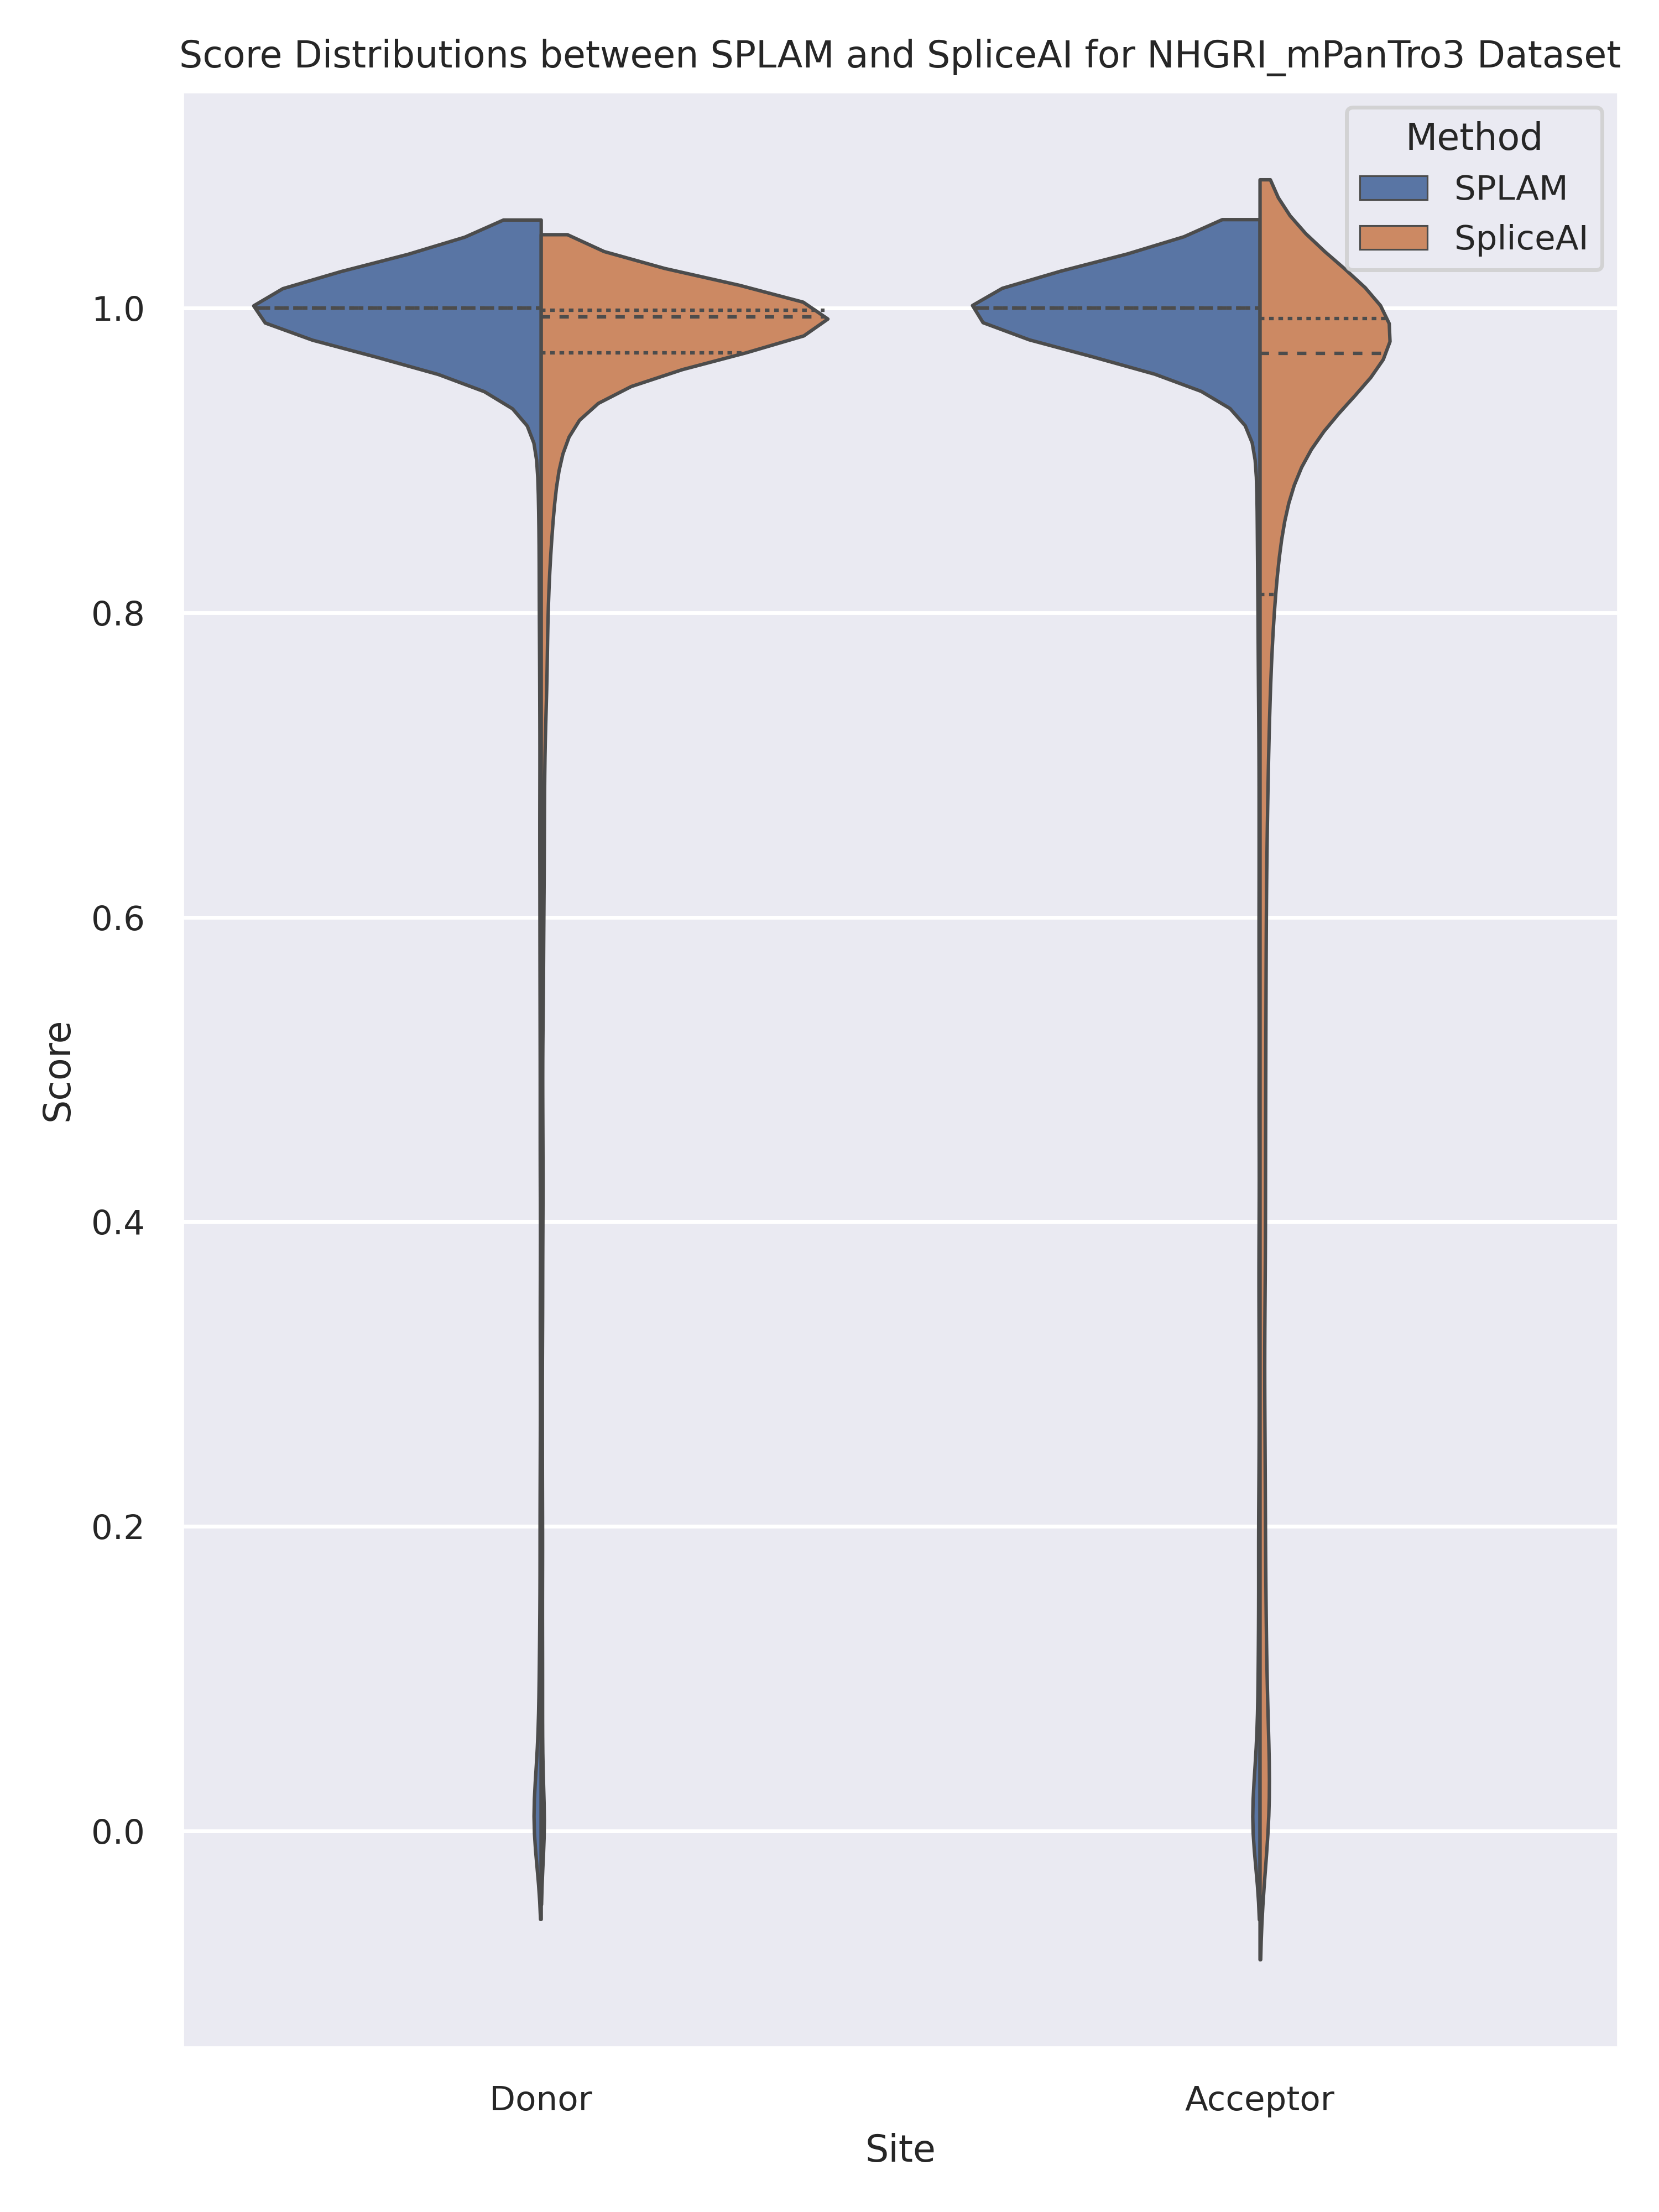 Score Distributions between SPLAM and SpliceAI for NHGRI_mPanTro3 Dataset
Method
SPLAM
SpliceAI
1.0
0.8
0.6
0.4
0.2
0.0
Score
Donor
Acceptor
Site